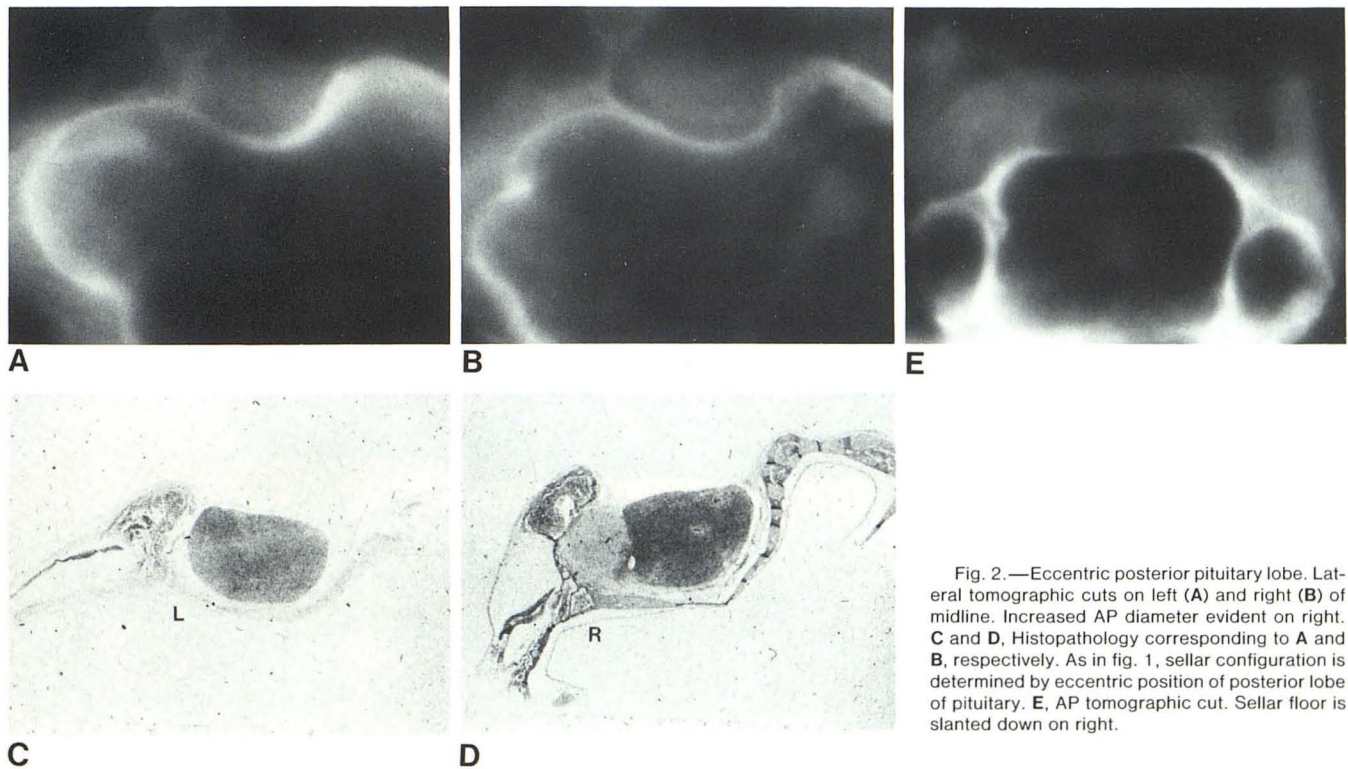 A
B
E
L
R
C
D
Fig. 2.—Eccentric posterior pituitary lobe. Lat-
eral tomographic cuts on left (A) and right (B) of
midline. Increased AP diameter evident on right.
C and D, Histopathology corresponding to A and
B, respectively. As in fig. 1, sellar configuration is
determined by eccentric position of posterior lobe
of pituitary. E, AP tomographic cut. Sellar floor is
slanted down on right.